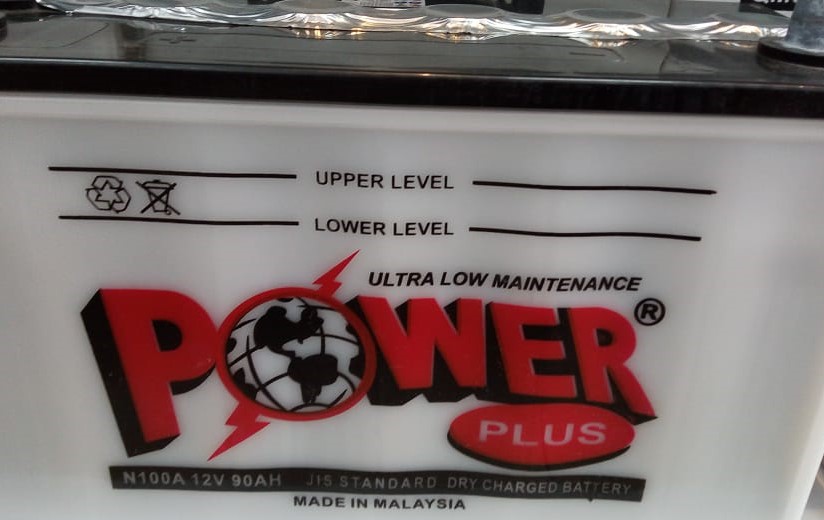 UPPER LEVEL
LOWER LEVEL
ULTRA LOW MAINTENANCE
POWER®
PLUS
N100A 12V 90AH JIS STANDARD DRY CHARGED BATTERY
MADE IN MALAYSIA